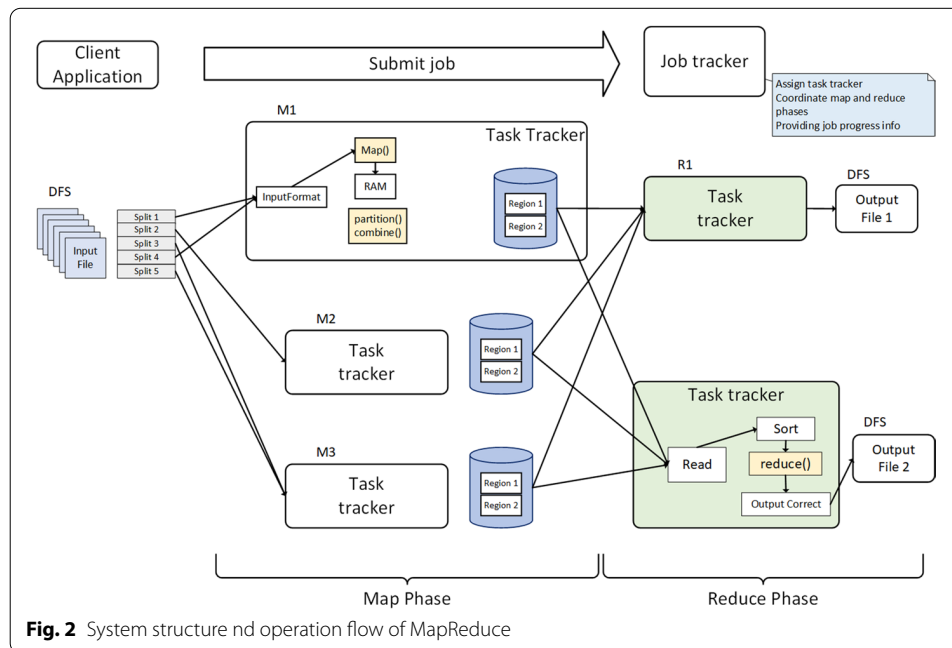 Client
Application
Submit job
Job tracker
Assign task tracker
Coordinate map and reduce
phases
Providing job progress info
M1
Task Tracker
Map()
RAM
InputFormat
partition()
combine()
Region 1
Region 2
DFS
Input
File
Split 1
Split 2
Split 3
Split 4
Split 5
R1
Task
tracker
DFS
Output
File 1
M2
Task
tracker
Region 1
Region 2
M3
Task
tracker
Region 1
Region 2
Task tracker
Read
Sort
reduce()
Output Correct
DFS
Output
File 2
Map Phase
Reduce Phase
Fig. 2 System structure nd operation flow of MapReduce